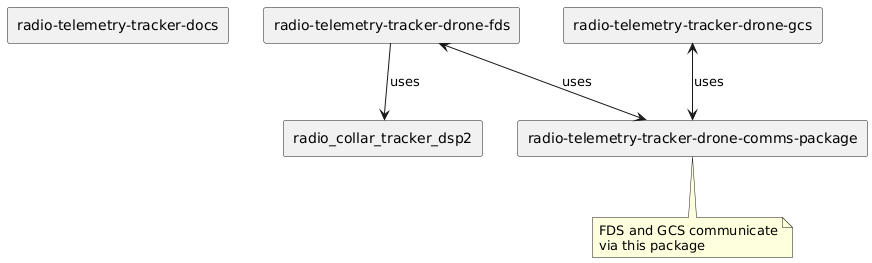 radio-telemetry-tracker-docs
radio-telemetry-tracker-drone-fds
radio-telemetry-tracker-drone-gcs
uses
uses
uses
radio_collar_tracker_dsp2
radio-telemetry-tracker-drone-comms-package
FDS and GCS communicate
via this package